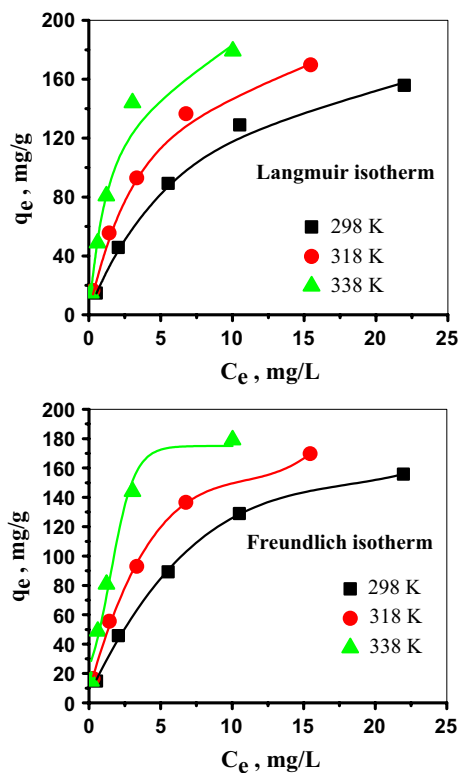 200
160
120
80
40
0
qe , mg/g
Langmuir isotherm
298 K
318 K
338 K
0 5 10 15 20 25
Ce , mg/L
200
180
160
140
120
100
80
60
40
20
0
qe , mg/g
Freundlich isotherm
298 K
318 K
338 K
0 5 10 15 20 25
Ce , mg/L